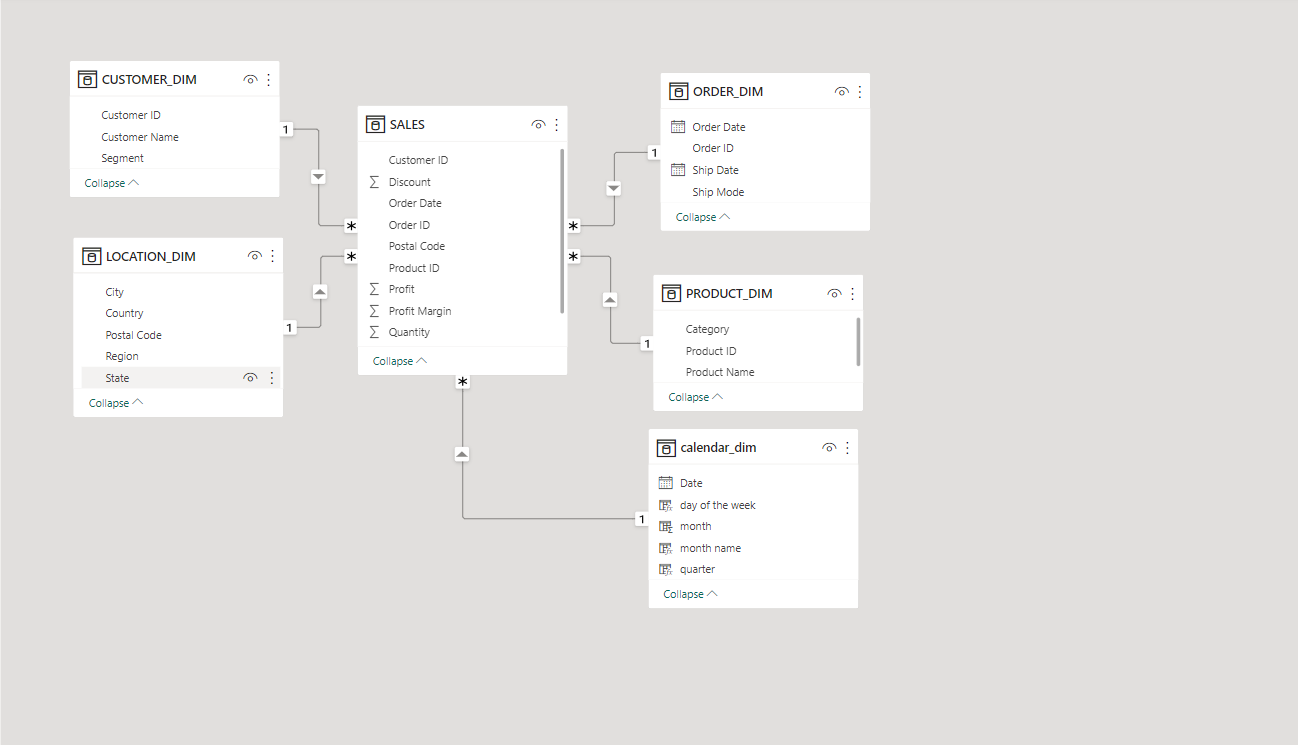 CUSTOMER_DIM
Customer ID
Customer Name
Segment
Collapse
1
*
LOCATION_DIM
City
Country
Postal Code
Region
State
Collapse
1
*
SALES
Customer ID
Σ Discount
Order Date
Order ID
Postal Code
Product ID
Σ Profit
Σ Profit Margin
Σ Quantity
Collapse
*
*
*
ORDER_DIM
Order Date
Order ID
Ship Date
Ship Mode
Collapse
1
PRODUCT_DIM
Category
Product ID
Product Name
Collapse
1
calendar_dim
Date
day of the week
month
month name
quarter
Collapse
1